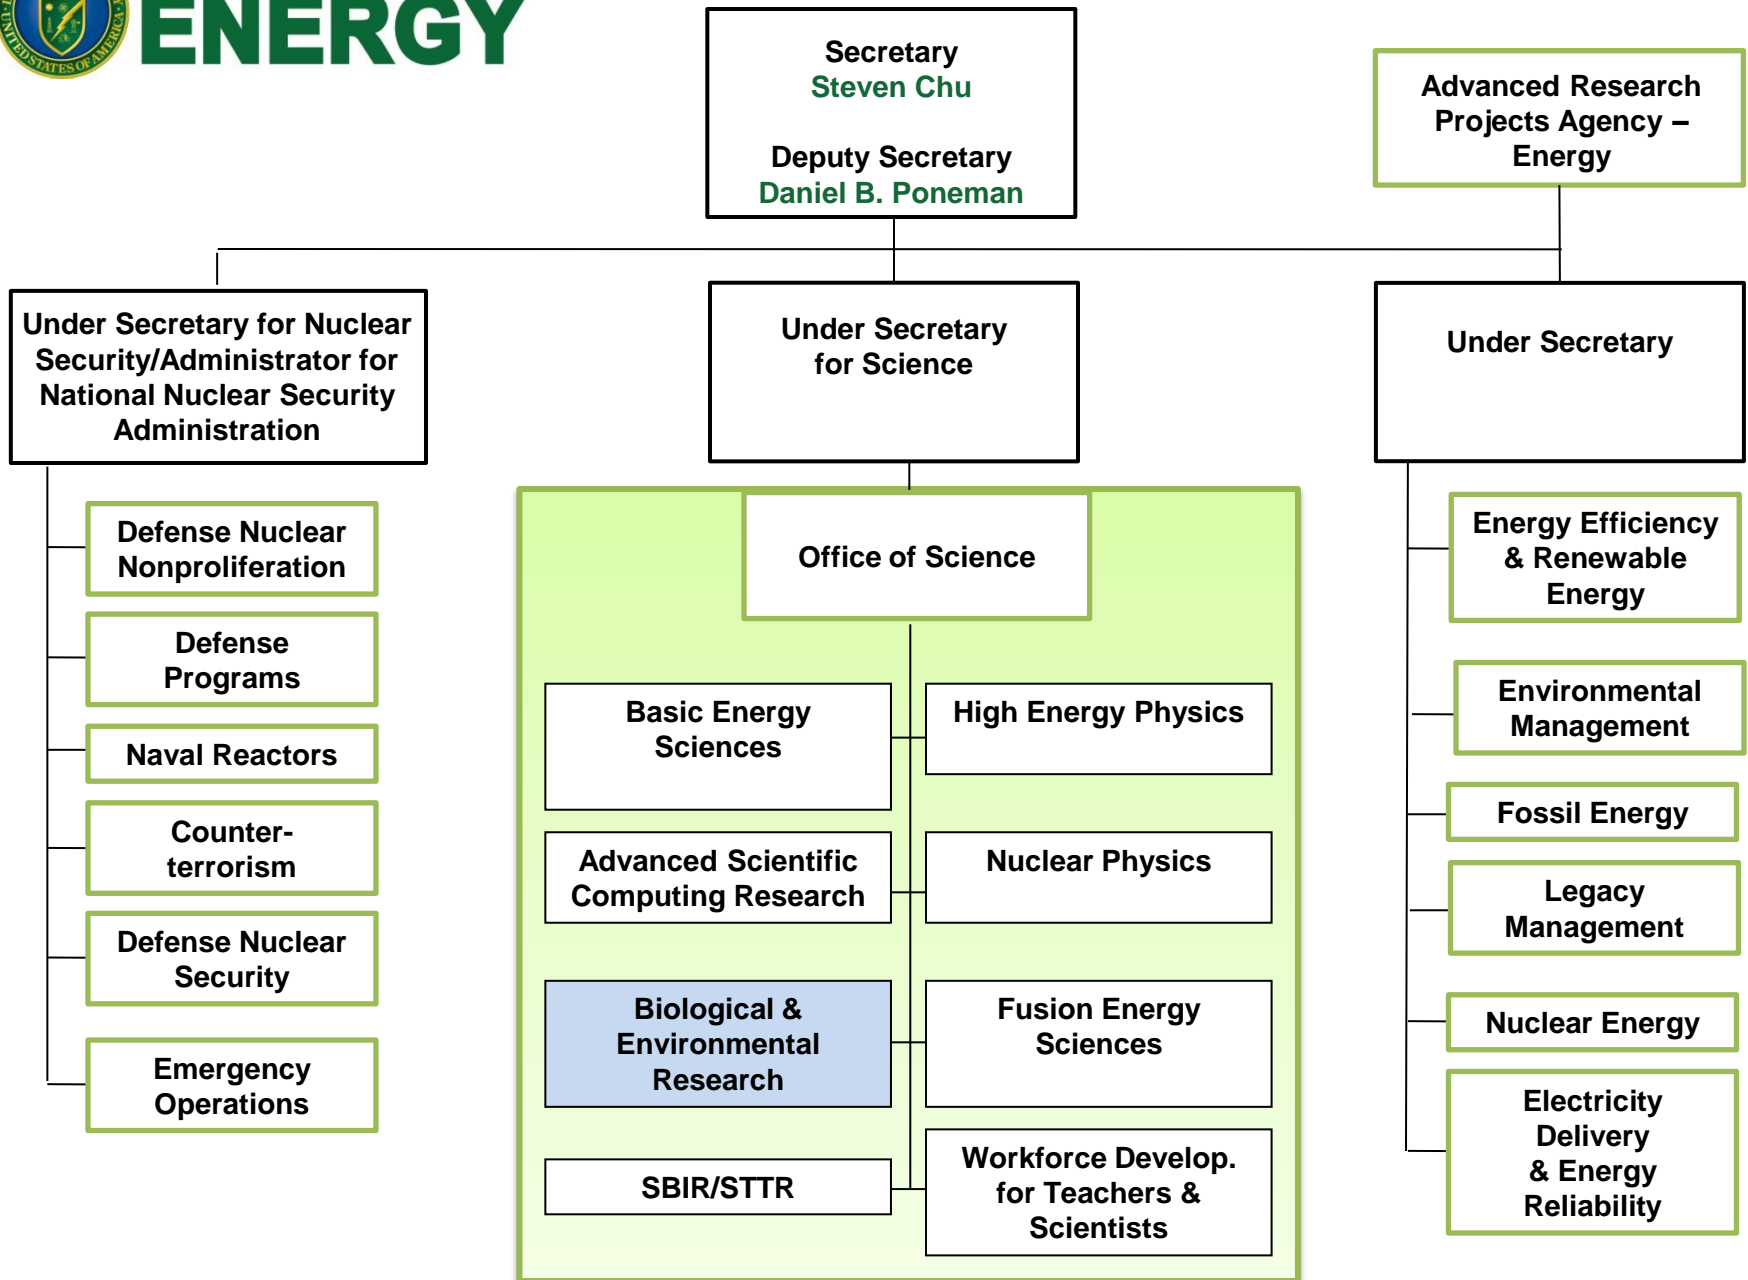 UNITED STATES OF AMERICA
ENERGY
Secretary
Steven Chu
Deputy Secretary
Daniel B. Poneman
Advanced Research
Projects Agency –
Energy
Under Secretary for Nuclear
Security/Administrator for
National Nuclear Security
Administration
Under Secretary
for Science
Under Secretary
Defense Nuclear
Nonproliferation
Defense
Programs
Naval Reactors
Counter-
terrorism
Defense Nuclear
Security
Emergency
Operations
Office of Science
Basic Energy
Sciences
High Energy Physics
Advanced Scientific
Computing Research
Nuclear Physics
Biological &
Environmental
Research
Fusion Energy
Sciences
SBIR/STTR
Workforce Develop.
for Teachers &
Scientists
Energy Efficiency
& Renewable
Energy
Environmental
Management
Fossil Energy
Legacy
Management
Nuclear Energy
Electricity
Delivery
& Energy
Reliability